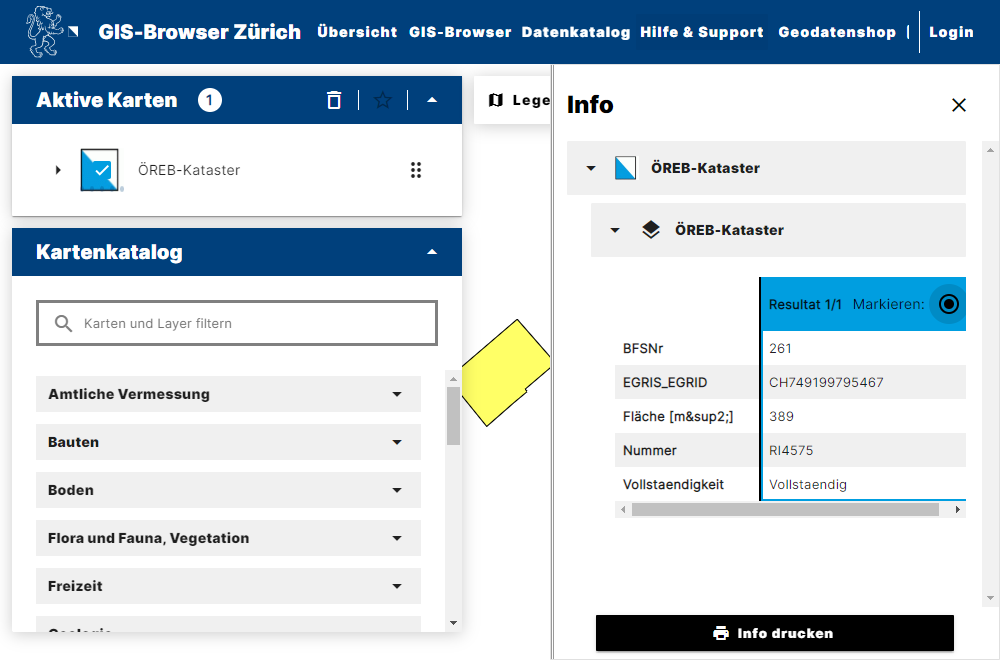 GIS-Browser Zürich Übersicht GIS-Browser Datenkatalog Hilfe & Support Geodatenshop Login
Aktive Karten 1
ÖREB-Kataster
Kartenkatalog
Karten und Layer filtern
Amtliche Vermessung
Bauten
Boden
Flora und Fauna, Vegetation
Freizeit
Lege
Info
ÖREB-Kataster
ÖREB-Kataster
Resultat 1/1 Markieren:
BFSNr 261
EGRIS_EGRID CH749199795467
Fläche [m&sup2;] 389
Nummer RI4575
Vollstaendigkeit Vollstaendig
Info drucken